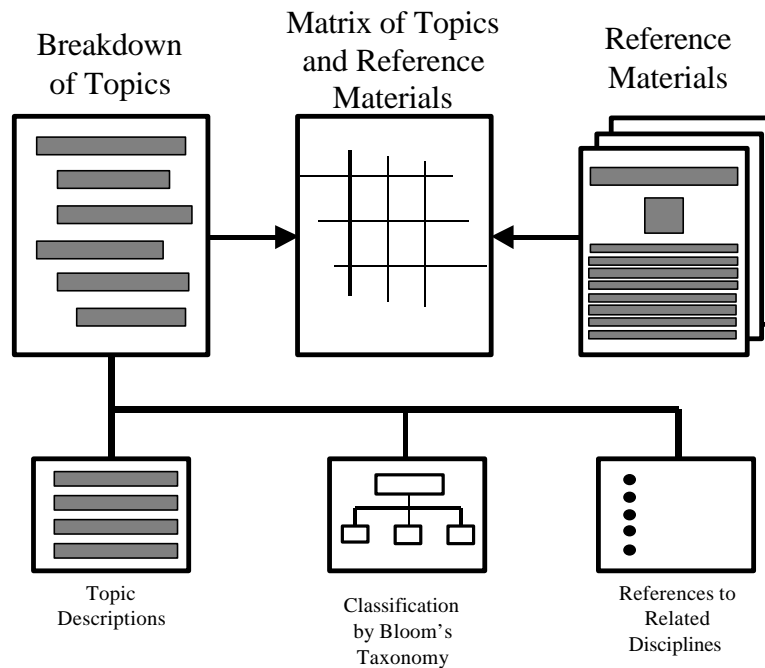 Breakdown
of Topics
Matrix of Topics
and Reference
Materials
Reference
Materials
Topic
Descriptions
Classification
by Bloom’s
Taxonomy
References to
Related
Disciplines